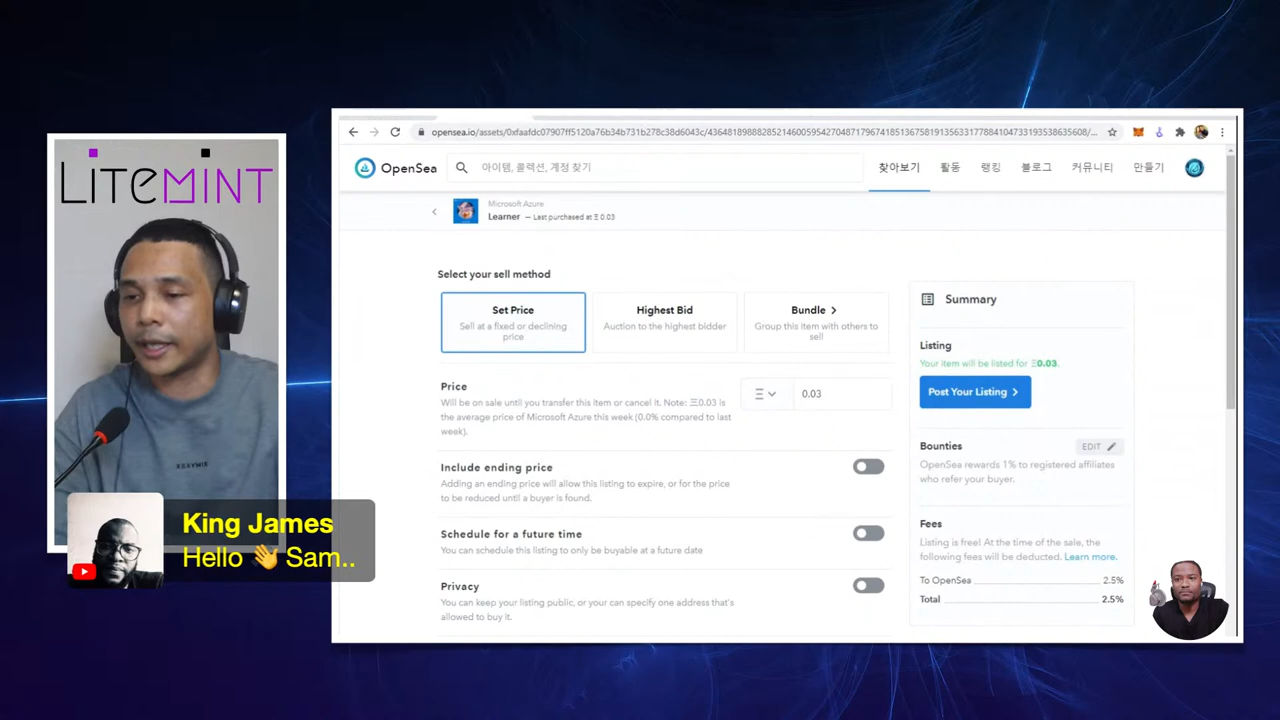 LITEMINT
XEXYMIX
King James
Hello 👋 Sam..
opensea.io/assets/0xfaafdc07907ff5120a76b34b731b278c38d6043c/
OpenSea
아이템, 콜렉션, 계정 찾기
찾아보기
활동
랭킹
블로그
커뮤니티
만들기
Microsoft Azure
Learner — Last purchased at Ξ 0.03
Select your sell method
Set Price
Sell at a fixed or declining
price
Highest Bid
Auction to the highest bidder
Bundle
Group this item with others to
sell
Price
Will be on sale until you transfer this item or cancel it. Note: Ξ0.03 is
the average price of Microsoft Azure this week (0.0% compared to last
week).
Ξ
0.03
Include ending price
Adding an ending price will allow this listing to expire, or for the price
to be reduced until a buyer is found.
Schedule for a future time
You can schedule this listing to only be buyable at a future date
Privacy
You can keep your listing public, or your can specify one address that's
allowed to buy it.
Summary
Listing
Your item will be listed for Ξ0.03.
Post Your Listing
Bounties
EDIT
OpenSea rewards 1% to registered affiliates
who refer your buyer.
Fees
Listing is free! At the time of the sale, the
following fees will be deducted. Learn more.
To OpenSea 2.5%
Total 2.5%